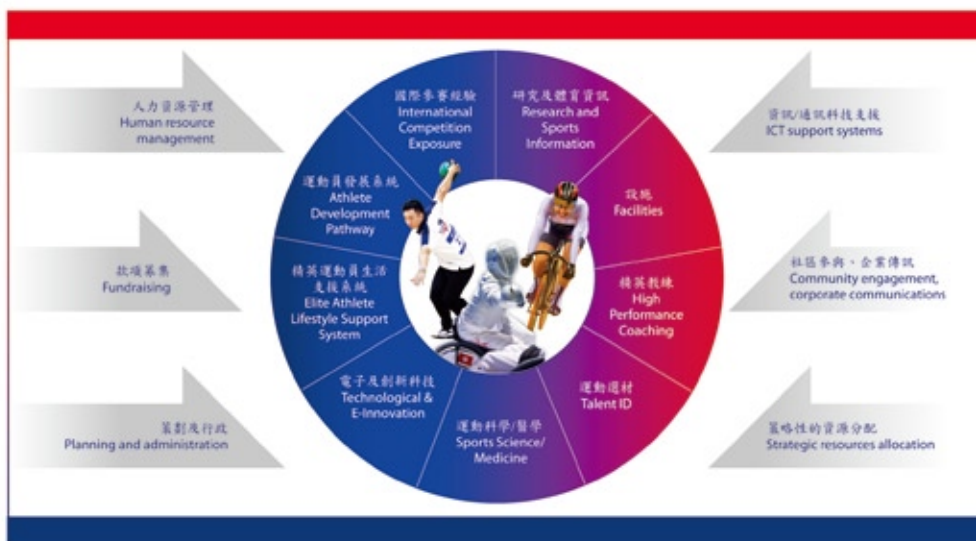 人力資源管理
Human resource
management
款項籌集
Fundraising
策劃及行政
Planning and administration
國際參賽經驗
International
Competition
Exposure
研究及體育資訊
Research and
Sports
Information
設施
Facilities
精英教練
High
Performance
Coaching
運動選材
Talent ID
運動科學/醫學
Sports Science/
Medicine
電子及創新科技
Technological &
E-Innovation
精英運動員生活
支援系統
Elite Athlete
Lifestyle Support
System
運動員發展系統
Athlete
Development
Pathway
資訊/通訊科技支援
ICT support systems
社區參與、企業傳訊
Community engagement,
corporate communications
策略性的資源分配
Strategic resources allocation